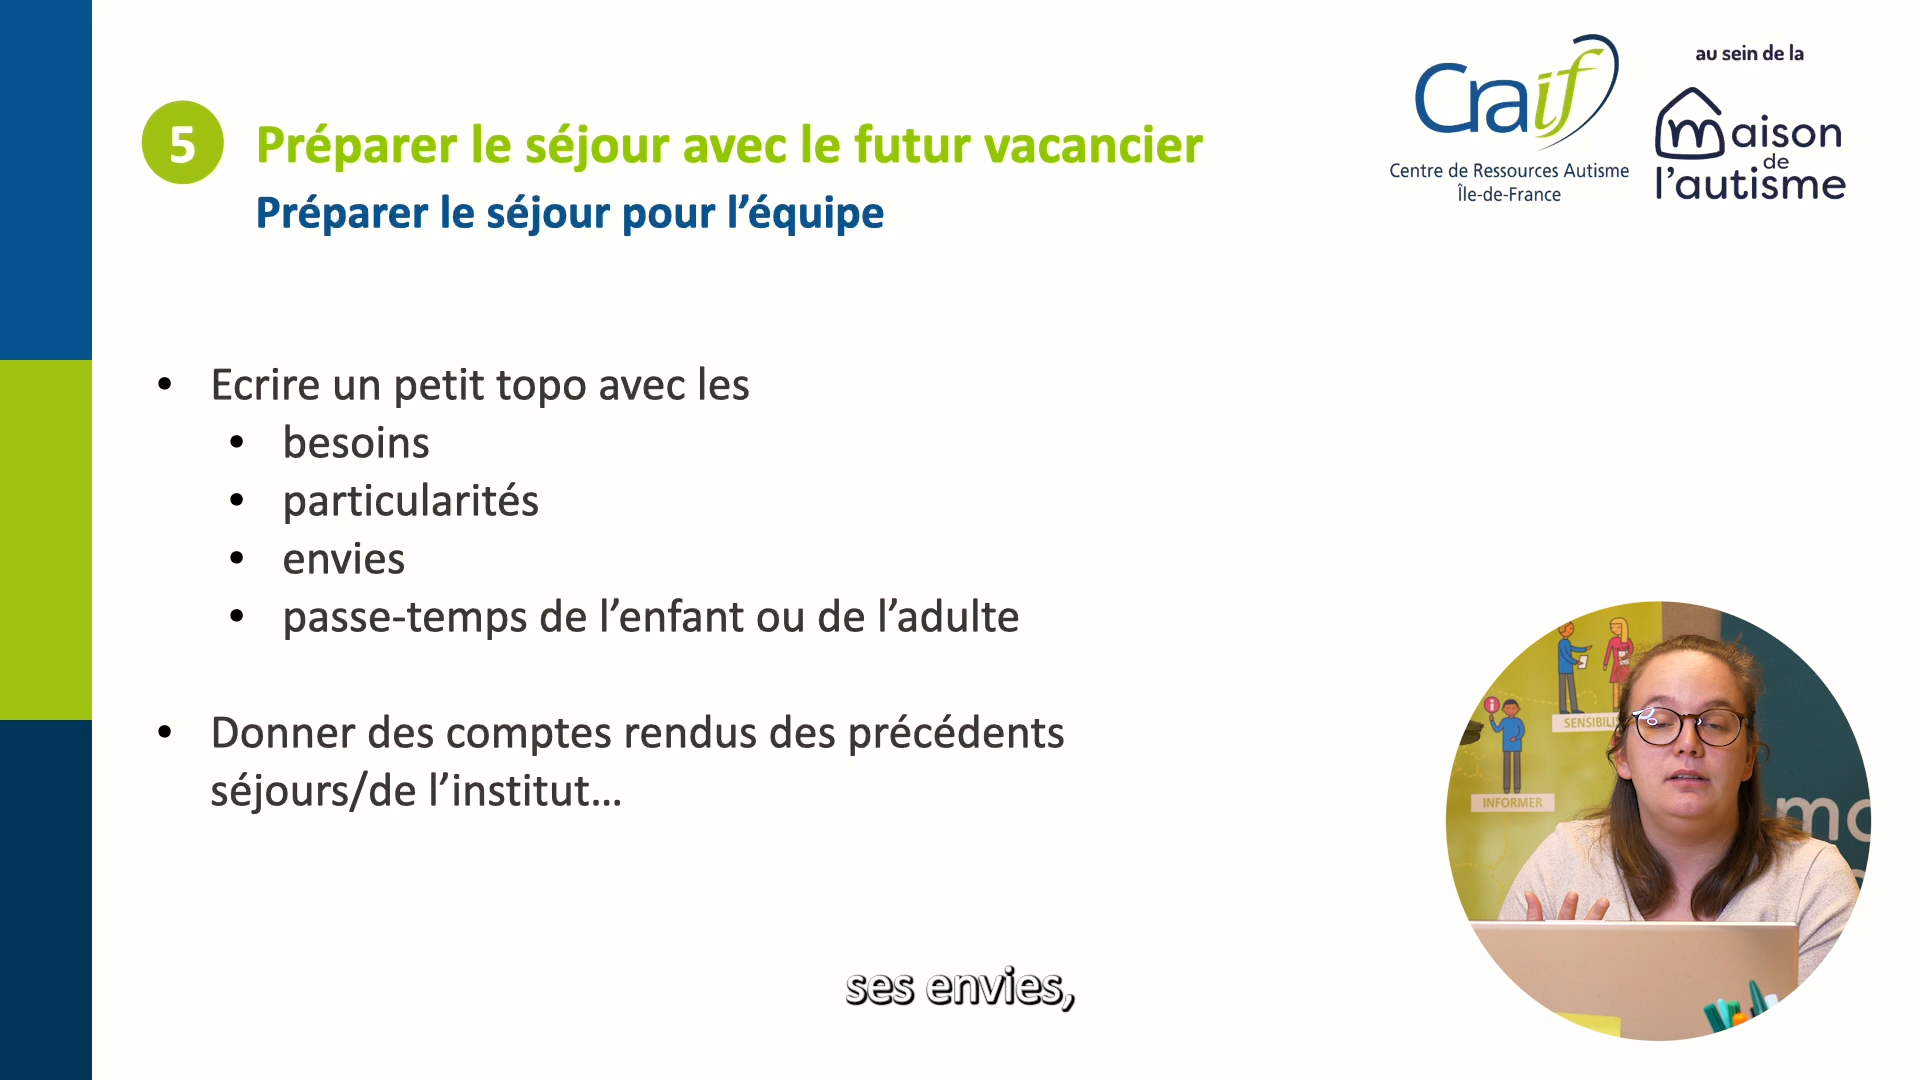 au sein de la
Craif
Centre de Ressources Autisme
Île-de-France
Maison
de
l'autisme
5
Préparer le séjour avec le futur vacancier
Préparer le séjour pour l'équipe
• Ecrire un petit topo avec les
• besoins
• particularités
• envies
• passe-temps de l'enfant ou de l'adulte
• Donner des comptes rendus des précédents
séjours/de l'institut...
SENSIBILI
INFORMER
ses envies,